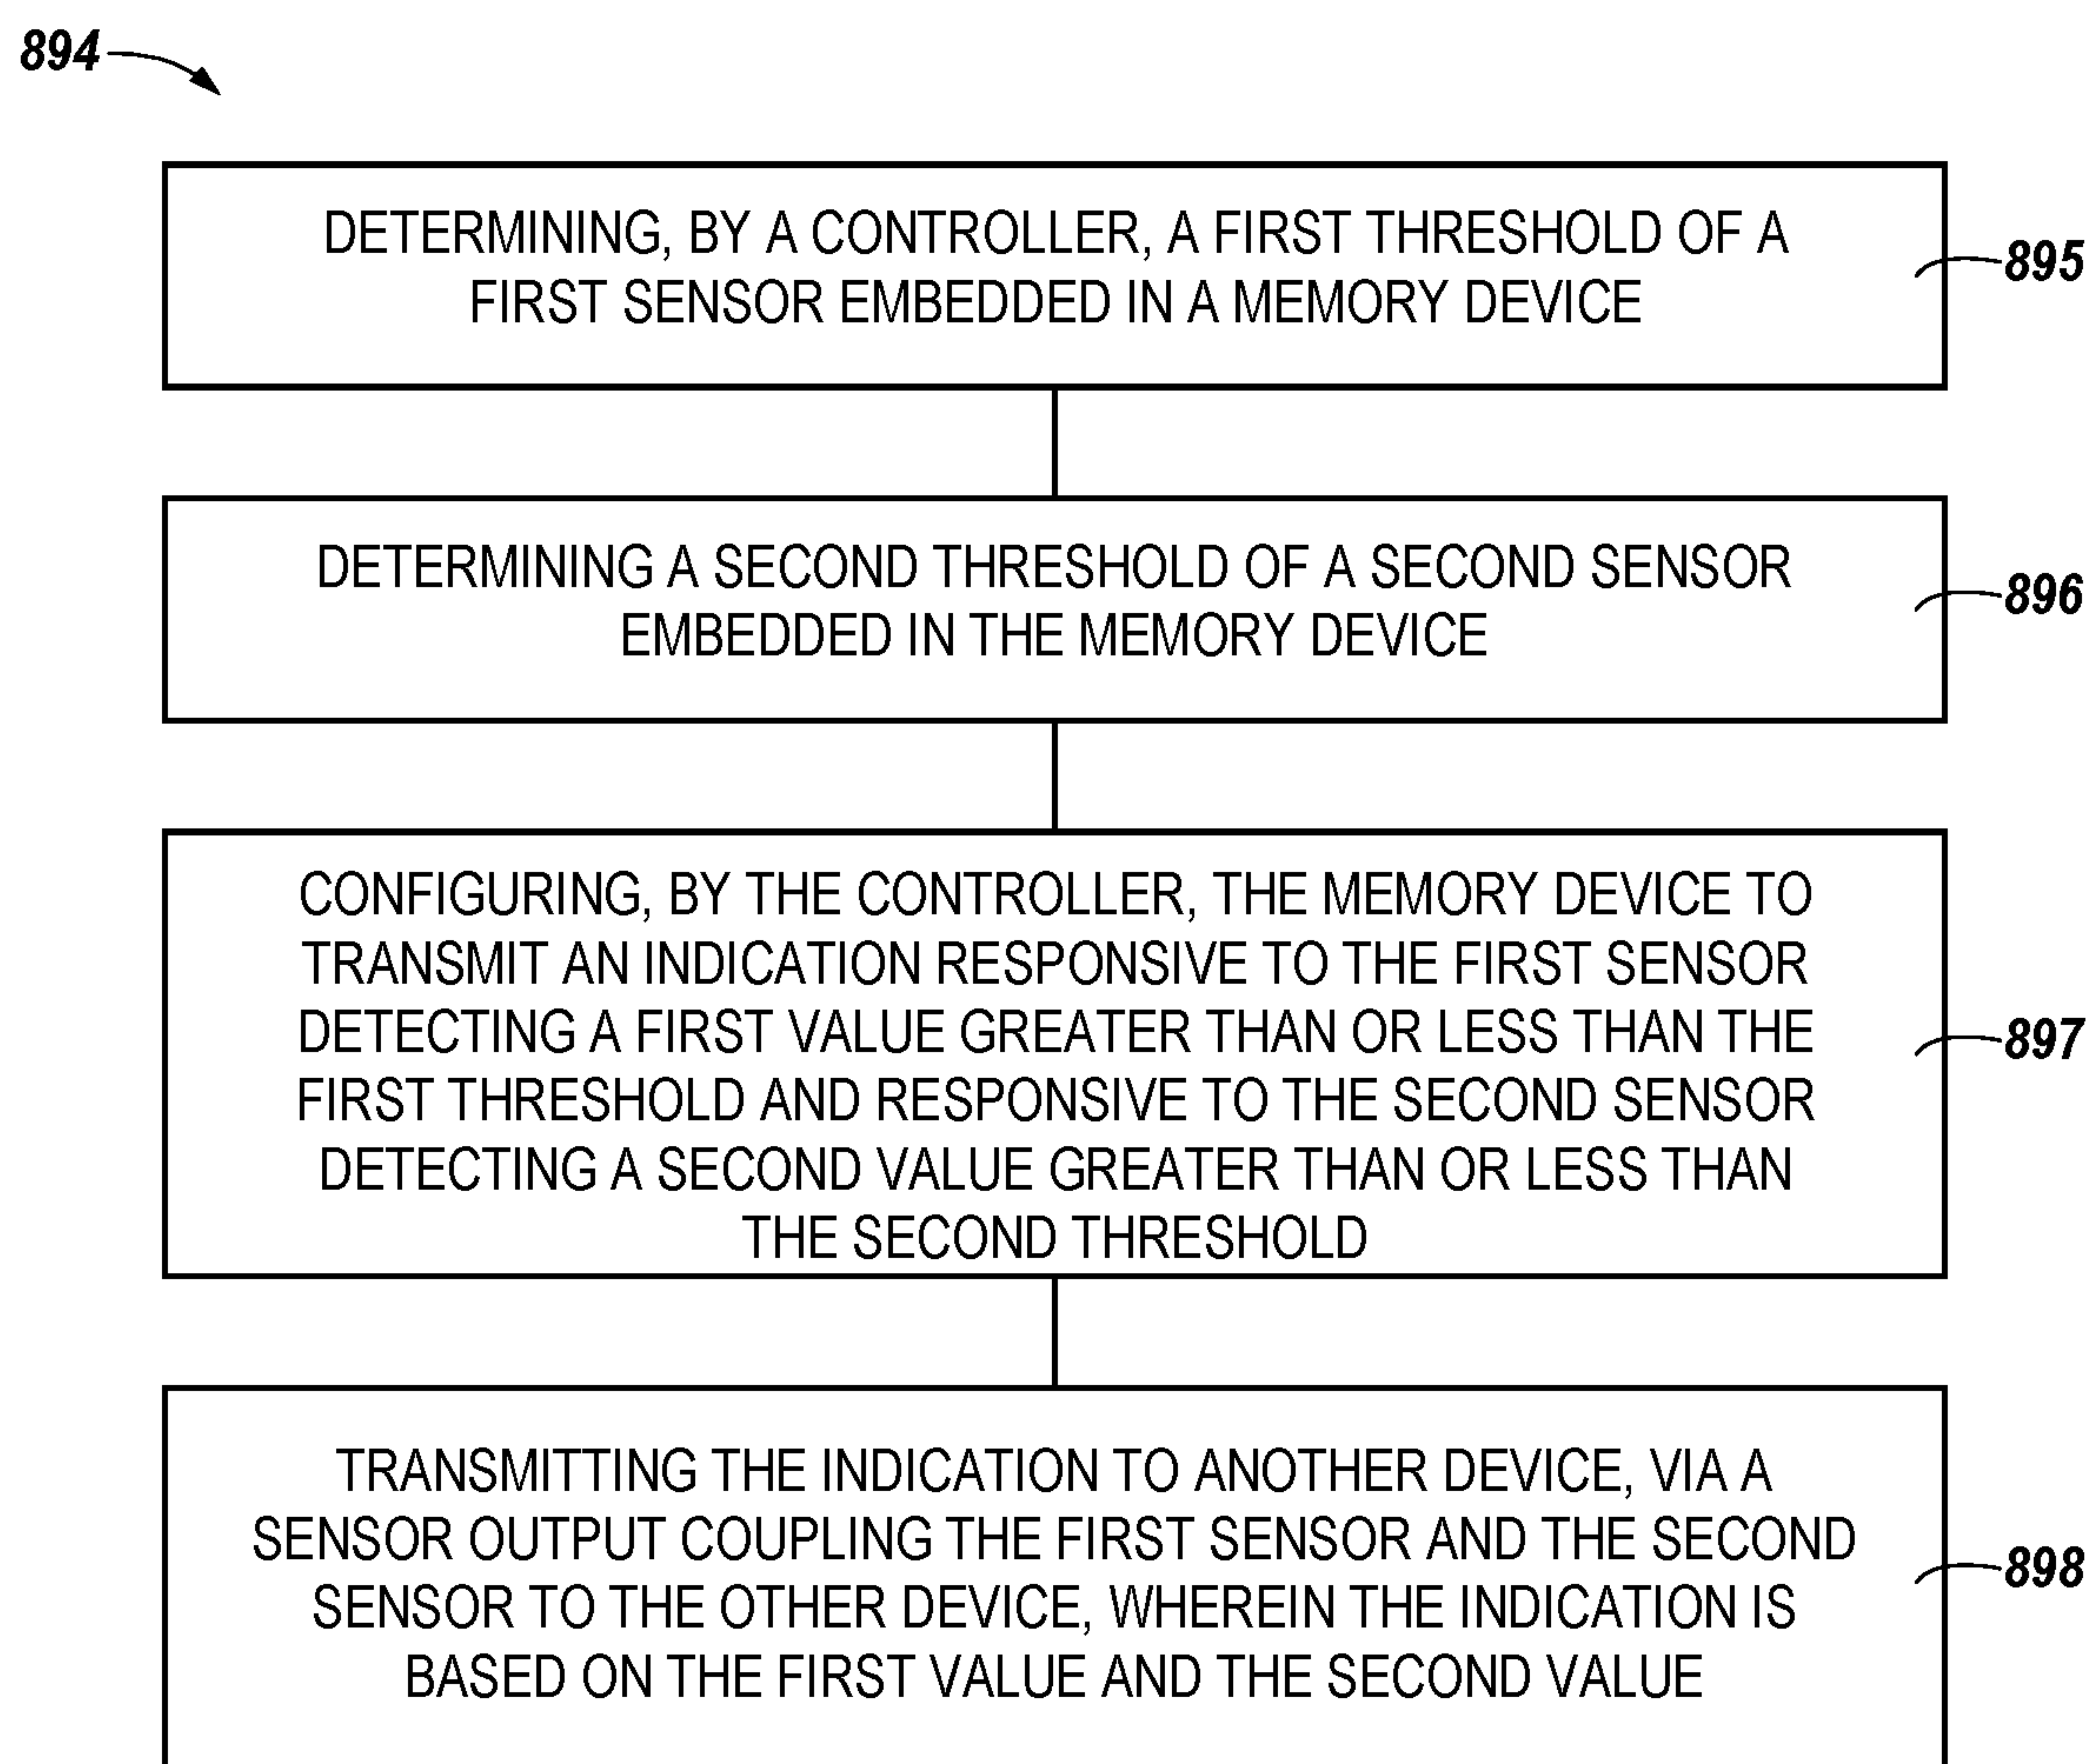 894
DETERMINING, BY A CONTROLLER, A FIRST THRESHOLD OF A
FIRST SENSOR EMBEDDED IN A MEMORY DEVICE
895
DETERMINING A SECOND THRESHOLD OF A SECOND SENSOR
EMBEDDED IN THE MEMORY DEVICE
896
CONFIGURING, BY THE CONTROLLER, THE MEMORY DEVICE TO
TRANSMIT AN INDICATION RESPONSIVE TO THE FIRST SENSOR
DETECTING A FIRST VALUE GREATER THAN OR LESS THAN THE
FIRST THRESHOLD AND RESPONSIVE TO THE SECOND SENSOR
DETECTING A SECOND VALUE GREATER THAN OR LESS THAN
THE SECOND THRESHOLD
897
TRANSMITTING THE INDICATION TO ANOTHER DEVICE, VIA A
SENSOR OUTPUT COUPLING THE FIRST SENSOR AND THE SECOND
SENSOR TO THE OTHER DEVICE, WHEREIN THE INDICATION IS
BASED ON THE FIRST VALUE AND THE SECOND VALUE
898